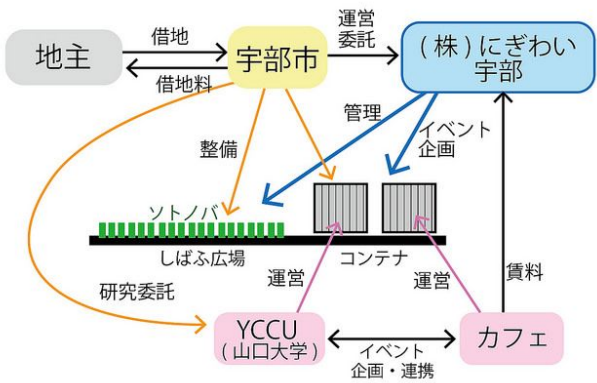 地主
借地
借地料
宇部市
運営
委託
(株)にぎわい
宇部
整備
管理
イベント
企画
ソトノバ
しばふ広場
コンテナ
研究委託
運営
運営
賃料
YCCU
(山口大学)
イベント
企画・連携
カフェ